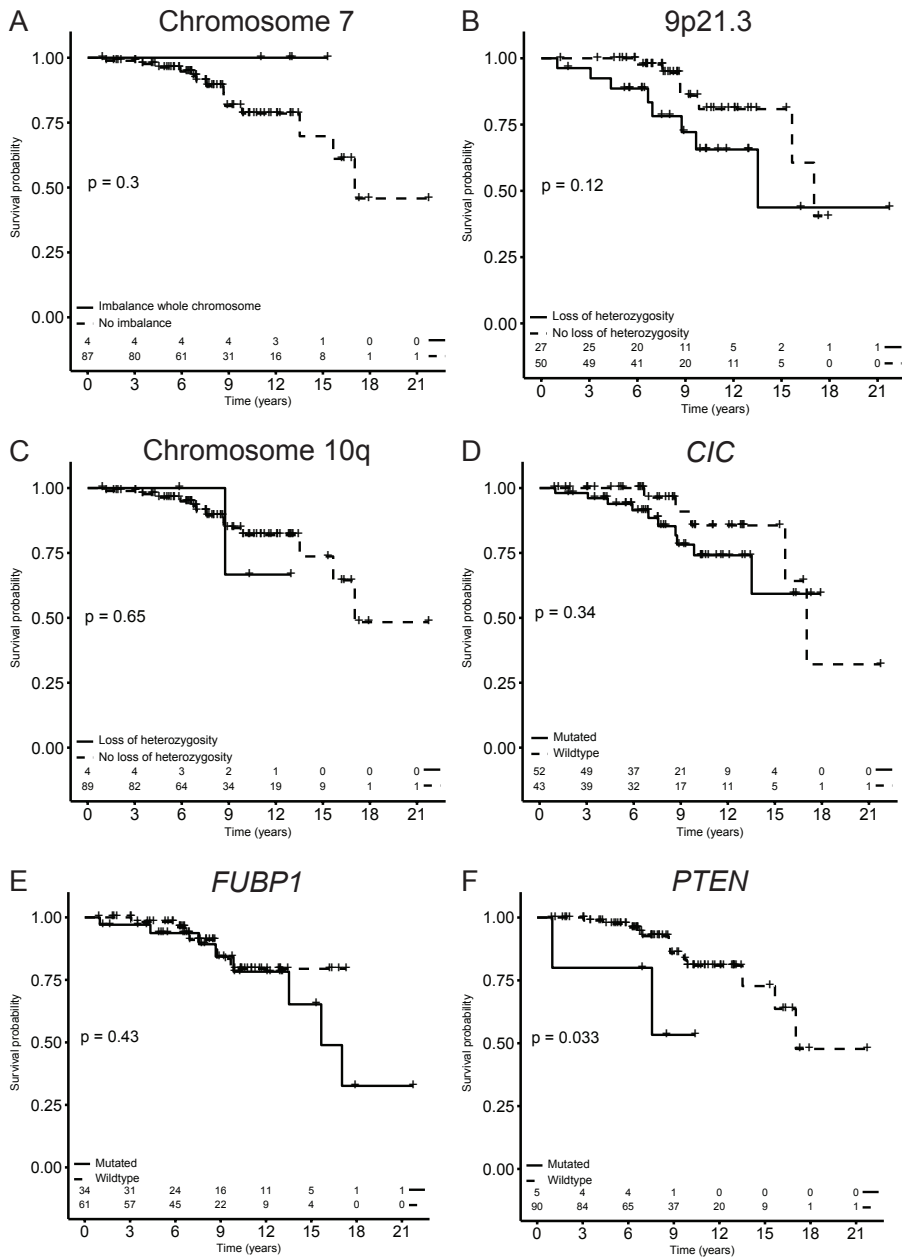 A Chromosome 7
1.00
0.75
0.50
0.25
0.00
Survival probability
p = 0.3
Imbalance whole chromosome
No imbalance
4 4 4 4 3 1 0 0
87 80 61 31 16 8 1 1
0 3 6 9 12 15 18 21
Time (years)
B 9p21.3
1.00
0.75
0.50
0.25
0.00
Survival probability
p = 0.12
Loss of heterozygosity
No loss of heterozygosity
27 25 20 11 5 2 1 1
50 49 41 20 11 5 0 0
0 3 6 9 12 15 18 21
Time (years)
C Chromosome 10q
1.00
0.75
0.50
0.25
0.00
Survival probability
p = 0.65
Loss of heterozygosity
No loss of heterozygosity
4 4 3 2 1 0 0 0
89 82 64 34 19 9 1 1
0 3 6 9 12 15 18 21
Time (years)
D CIC
1.00
0.75
0.50
0.25
0.00
Survival probability
p = 0.34
Mutated
Wildtype
52 49 37 21 9 4 0 0
43 39 32 17 11 5 1 1
0 3 6 9 12 15 18 21
Time (years)
E FUBP1
1.00
0.75
0.50
0.25
0.00
Survival probability
p = 0.43
Mutated
Wildtype
34 31 24 16 11 5 1 1
61 57 45 22 9 4 0 0
0 3 6 9 12 15 18 21
Time (years)
F PTEN
1.00
0.75
0.50
0.25
0.00
Survival probability
p = 0.033
Mutated
Wildtype
5 4 4 1 0 0 0 0
90 84 65 37 20 9 1 1
0 3 6 9 12 15 18 21
Time (years)